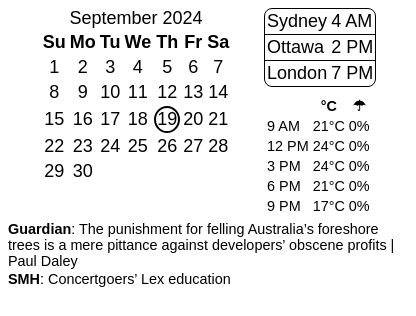 September 2024
Su Mo Tu We Th Fr Sa
1 2 3 4 5 6 7
8 9 10 11 12 13 14
15 16 17 18 19 20 21
22 23 24 25 26 27 28
29 30
Sydney 4 AM
Ottawa 2 PM
London 7 PM
°C ☂
9 AM 21°C 0%
12 PM 24°C 0%
3 PM 24°C 0%
6 PM 21°C 0%
9 PM 17°C 0%
Guardian: The punishment for felling Australia’s foreshore
trees is a mere pittance against developers’ obscene profits |
Paul Daley
SMH: Concertgoers’ Lex education